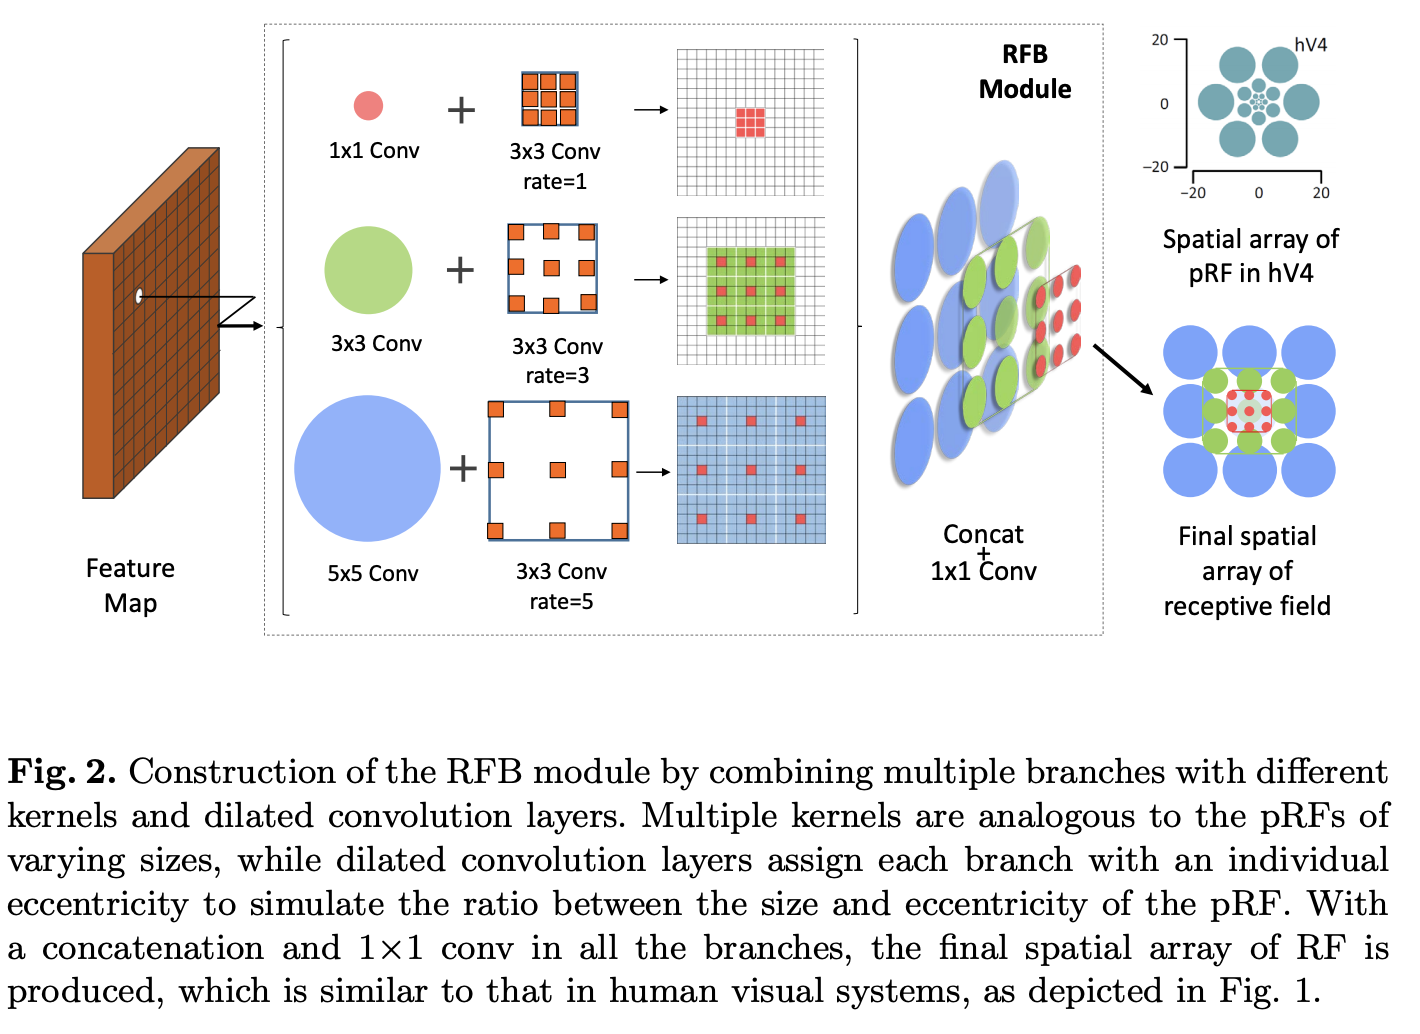 RFB
Module
1x1 Conv
3x3 Conv
rate=1
3x3 Conv
3x3 Conv
rate=3
5x5 Conv
3x3 Conv
rate=5
Feature
Map
Concat
+
1x1 Conv
20
0
−20
−20
0
20
hV4
Spatial array of
pRF in hV4
Final spatial
array of
receptive field
Fig. 2. Construction of the RFB module by combining multiple branches with different
kernels and dilated convolution layers. Multiple kernels are analogous to the pRFs of
varying sizes, while dilated convolution layers assign each branch with an individual
eccentricity to simulate the ratio between the size and eccentricity of the pRF. With
a concatenation and 1×1 conv in all the branches, the final spatial array of RF is
produced, which is similar to that in human visual systems, as depicted in Fig. 1.